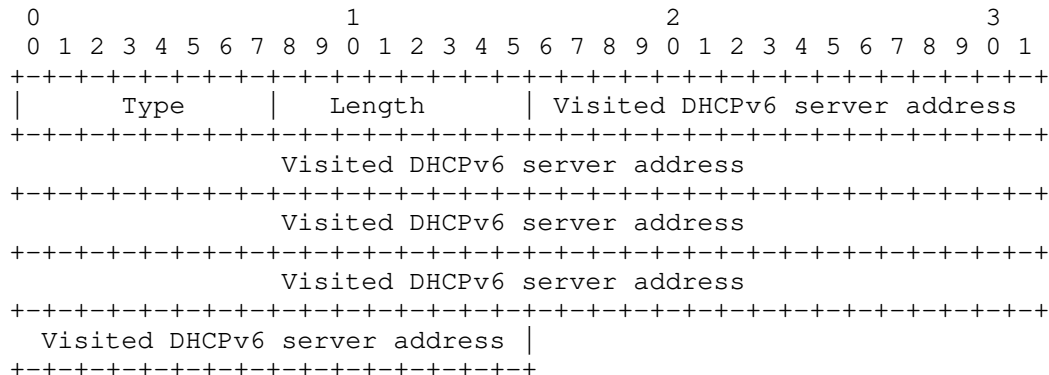 0                   1                   2                   3
 0 1 2 3 4 5 6 7 8 9 0 1 2 3 4 5 6 7 8 9 0 1 2 3 4 5 6 7 8 9 0 1
+-+-+-+-+-+-+-+-+-+-+-+-+-+-+-+-+-+-+-+-+-+-+-+-+-+-+-+-+-+-+-+-+
|      Type     |   Length      | Visited DHCPv6 server address
+-+-+-+-+-+-+-+-+-+-+-+-+-+-+-+-+-+-+-+-+-+-+-+-+-+-+-+-+-+-+-+-+
                 Visited DHCPv6 server address
+-+-+-+-+-+-+-+-+-+-+-+-+-+-+-+-+-+-+-+-+-+-+-+-+-+-+-+-+-+-+-+-+
                 Visited DHCPv6 server address
+-+-+-+-+-+-+-+-+-+-+-+-+-+-+-+-+-+-+-+-+-+-+-+-+-+-+-+-+-+-+-+-+
                 Visited DHCPv6 server address
+-+-+-+-+-+-+-+-+-+-+-+-+-+-+-+-+-+-+-+-+-+-+-+-+-+-+-+-+-+-+-+-+
  Visited DHCPv6 server address |
+-+-+-+-+-+-+-+-+-+-+-+-+-+-+-+-+